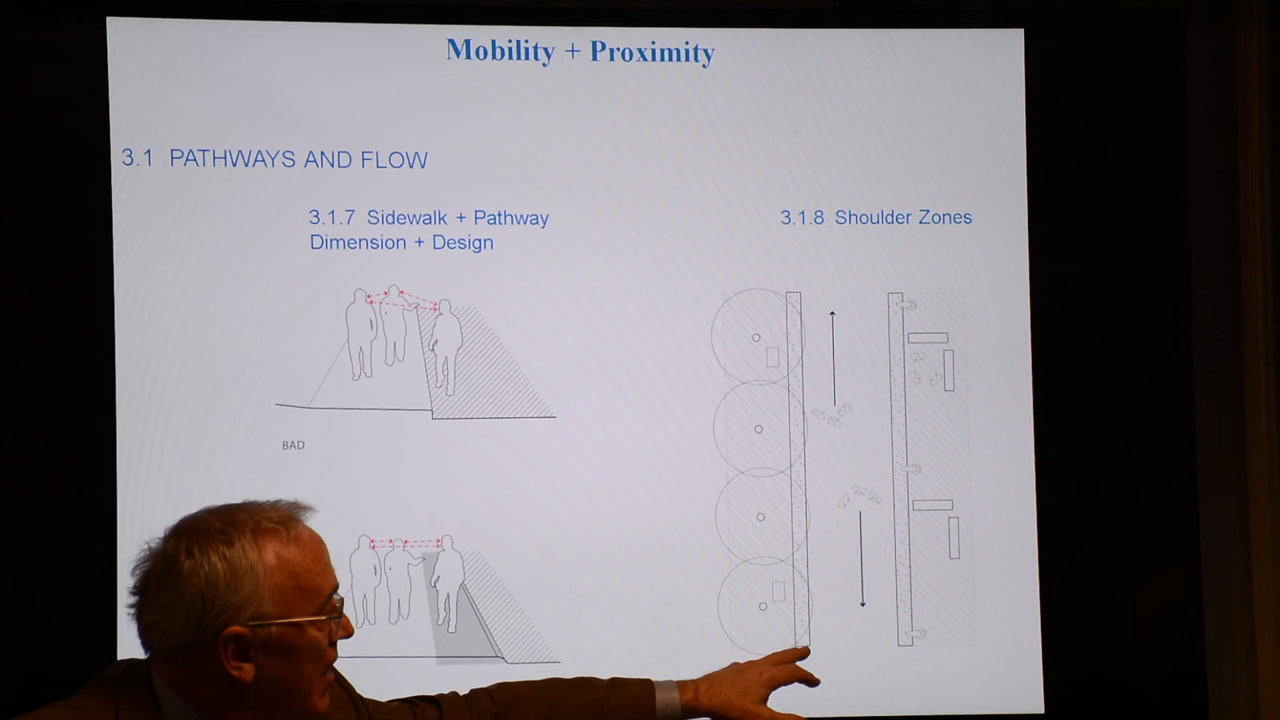 Mobility + Proximity
3.1 PATHWAYS AND FLOW
3.1.7 Sidewalk + Pathway
Dimension + Design
3.1.8 Shoulder Zones
BAD